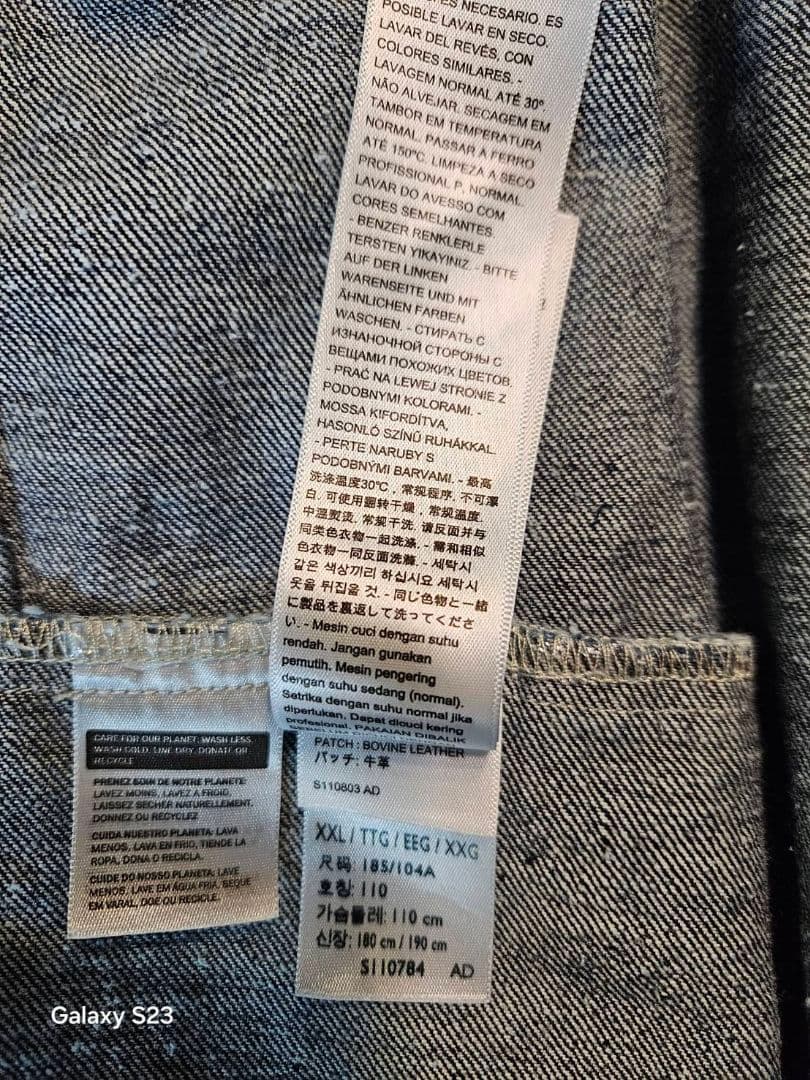 ES NECESARIO. ES
POSIBLE LAVAR EN SECO.
LAVAR DEL REVÉS, CON
COLORES SIMILARES. -
LAVAGEM NORMAL ATÉ 30°
NÃO ALVEJAR. SECAGEM EM
TAMBOR EM TEMPERATURA
NORMAL. PASSAR A FERRO
ATÉ 150°C. LIMPEZA A SECO
PROFISSIONAL P, NORMAL.
LAVAR DO AVESSO COM
CORES SEMELHANTES.
- BENZER RENKLERLE
TERSTEN YIKAYINIZ. - BITTE
AUF DER LINKEN
WARENSEITE UND MIT
ÄHNLICHEN FARBEN
WASCHEN. - СТИРАТЬ С
ИЗНАНОЧНОЙ СТОРОНЫ С
ВЕЩАМИ ПОХОЖИХ ЦВЕТОВ.
- PRAĆ NA LEWEJ STRONIE Z
PODOBNYMI KOLORAMI. -
MOSSA KIFORDÍTVA,
HASONLÓ SZÍNŰ RUHÁKKAL.
- PERTE NARUBY S
PODOBNÝMI BARVAMI. - 最高
洗涤温度30℃，常规程序. 不可漂
白. 可使用翻转干燥，常规温度.
中温熨烫. 常规干洗. 请反面并与
同类色衣物一起洗涤. - 需和相似
色衣物一同反面洗滌. - 세탁시
같은 색상끼리 하십시요 세탁시
옷을 뒤집을 것. - 同じ色物と一緒
に製品を裏返して洗ってくださ
い. - Mesin cuci dengan suhu
rendah. Jangan gunakan
pemutih. Mesin pengering
dengan suhu sedang (normal).
Setrika dengan suhu normal jika
diperlukan. Dapat dicuci kering
profesional. PAKAIAN DIBALIK
PATCH : BOVINE LEATHER
パッチ: 牛革
S110803 AD
XXL / TTG / EEG / XXG
尺码: 185/104A
호칭: 110
가슴둘레: 110 cm
신장: 180 cm / 190 cm
S110784 AD
CARE FOR OUR PLANET: WASH LESS,
WASH COLD, LINE DRY, DONATE OR
RECYCLE
PRENEZ SOIN DE NOTRE PLANETE:
LAVEZ MOINS, LAVEZ A FROID,
LAISSEZ SECHER NATURELLEMENT,
DONNEZ OU RECYCLEZ
CUIDA NUESTRO PLANETA: LAVA
MENOS, LAVA EN FRIO, TIENDE LA
ROPA, DONA O RECICLA.
CUIDE DO NOSSO PLANETA: LAVE
MENOS, LAVE EM ÁGUA FRIA, SEQUE
EM VARAL, DOE OU RECICLE.
Galaxy S23